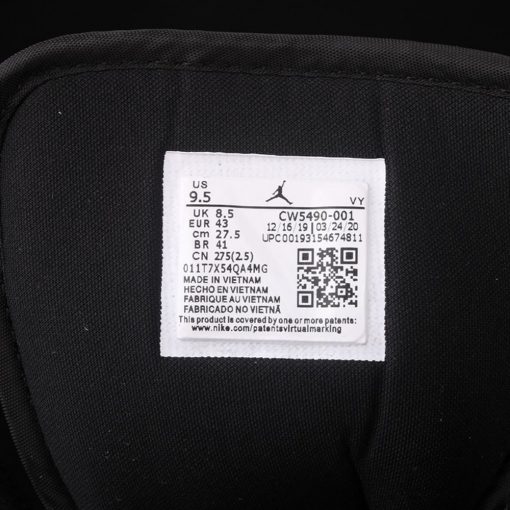 US
9.5
VY
UK 8.5
EUR 43
cm 27.5
BR 41
CN 275(2.5)
CW5490-001
12/16/19 | 03/24/20
UPC00193154674811
011T7X54QA4MG
MADE IN VIETNAM
HECHO EN VIETNAM
FABRIQUE AU VIETNAM
FABRICADO NO VIETNÃ
This product is covered by one or more patents.
www.nike.com/patentsvirtualmarking